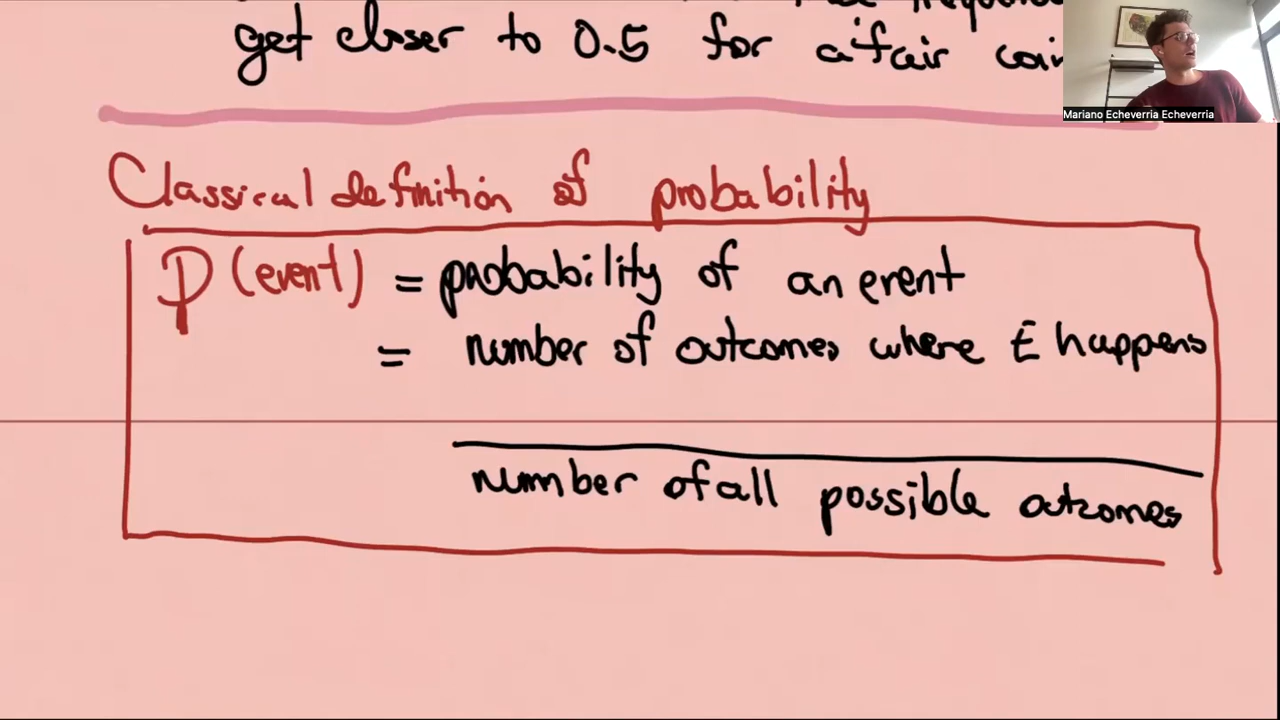 get closer to 0.5 for a fair coin
Mariano Echeverria Echeverria
Classical definition of probability
P(event) = probability of an event
= number of outcomes where E happens
number of all possible outcomes